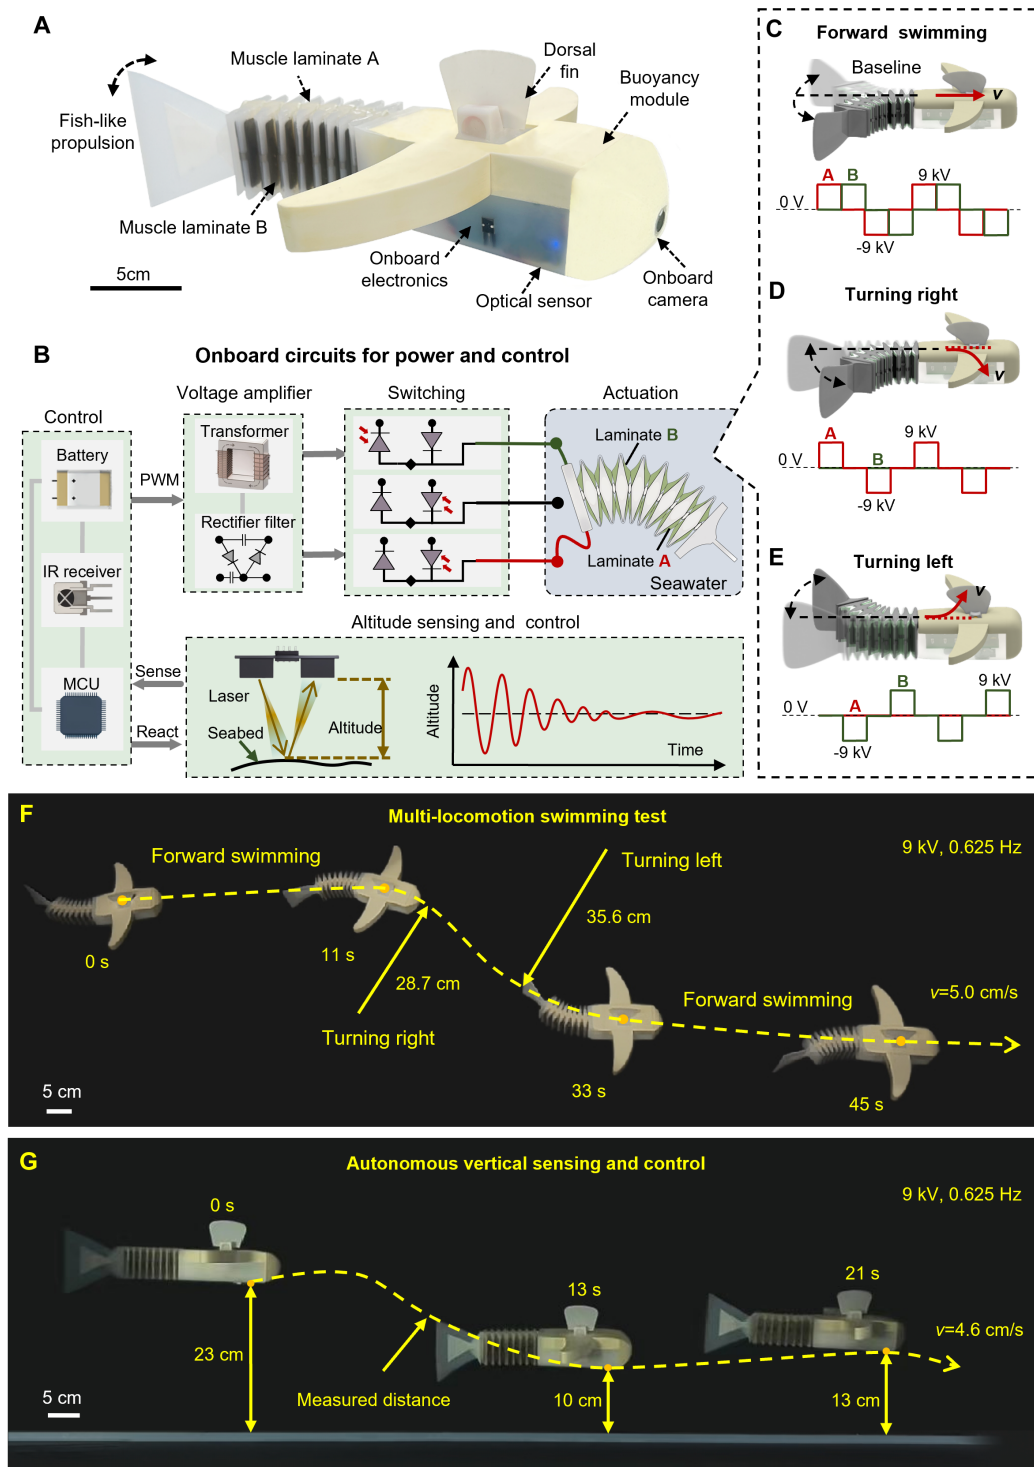 A
Muscle laminate A
Dorsal
fin
Buoyancy
module
Fish-like
propulsion
Muscle laminate B
Onboard
electronics
Optical sensor
Onboard
camera
5cm
B
Onboard circuits for power and control
Control
Voltage amplifier
Switching
Actuation
Battery
PWM
Transformer
Rectifier filter
IR receiver
MCU
Sense
React
Laminate B
Laminate A
Seawater
Altitude sensing and control
Laser
Seabed
Altitude
Altitude
Time
C
Forward swimming
Baseline
v
A
B
9 kV
0 V
-9 kV
D
Turning right
v
A
9 kV
0 V
B
-9 kV
E
Turning left
v
B
9 kV
0 V
A
-9 kV
F
Multi-locomotion swimming test
9 kV, 0.625 Hz
Forward swimming
Turning left
35.6 cm
0 s
11 s
28.7 cm
Turning right
Forward swimming
v=5.0 cm/s
33 s
45 s
5 cm
G
Autonomous vertical sensing and control
9 kV, 0.625 Hz
0 s
13 s
21 s
v=4.6 cm/s
23 cm
Measured distance
10 cm
13 cm
5 cm